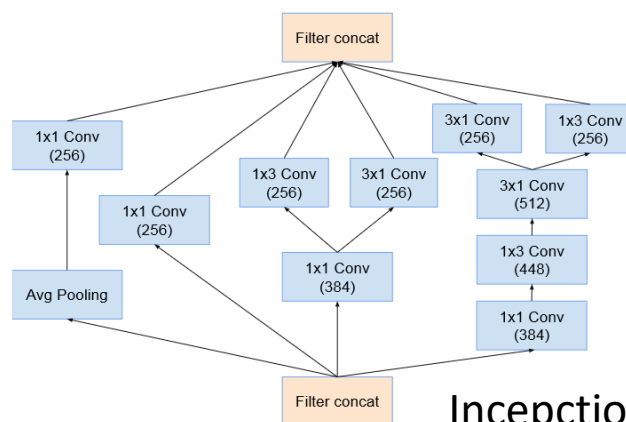 Filter concat
3x1 Conv
(256)
1x3 Conv
(256)
1x1 Conv
(256)
1x3 Conv
(256)
3x1 Conv
(256)
3x1 Conv
(512)
1x1 Conv
(256)
1x3 Conv
(448)
1x1 Conv
(384)
Avg Pooling
1x1 Conv
(384)
Filter concat
Incepctio